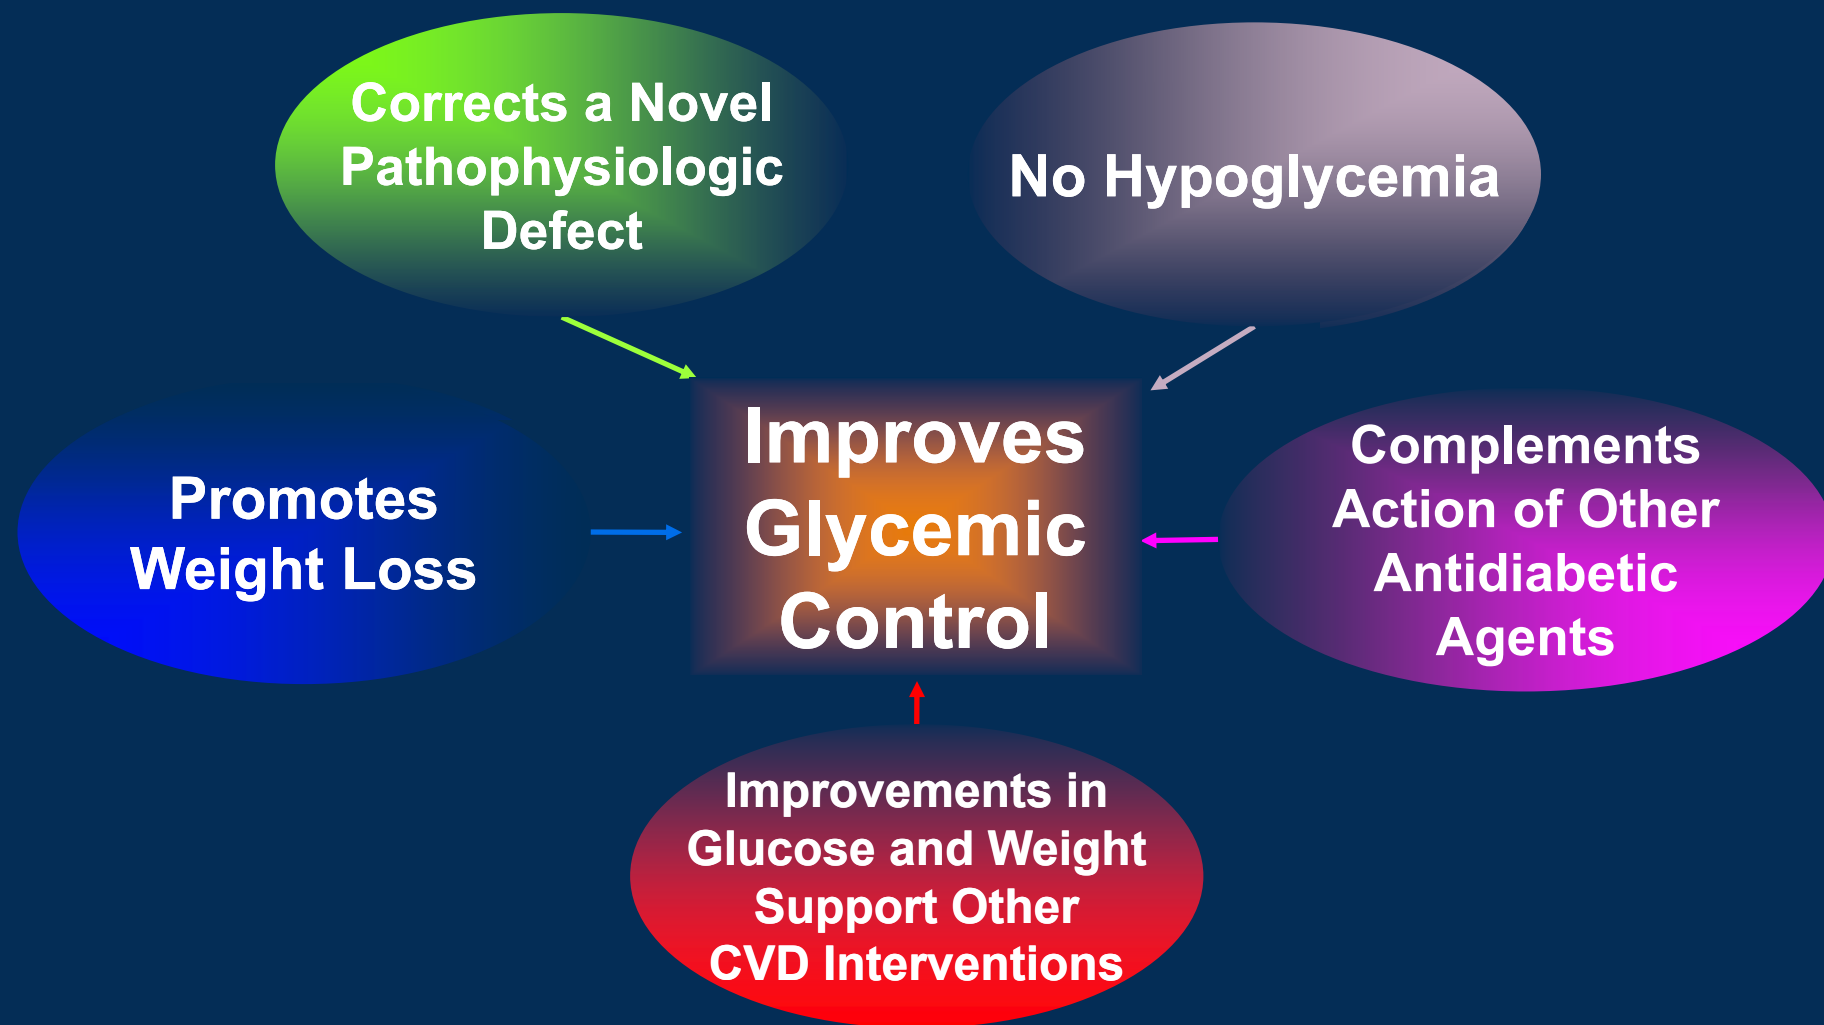 Corrects a Novel
Pathophysiologic
Defect
No Hypoglycemia
Promotes
Weight Loss
Improves
Glycemic
Control
Complements
Action of Other
Antidiabetic
Agents
Improvements in
Glucose and Weight
Support Other
CVD Interventions